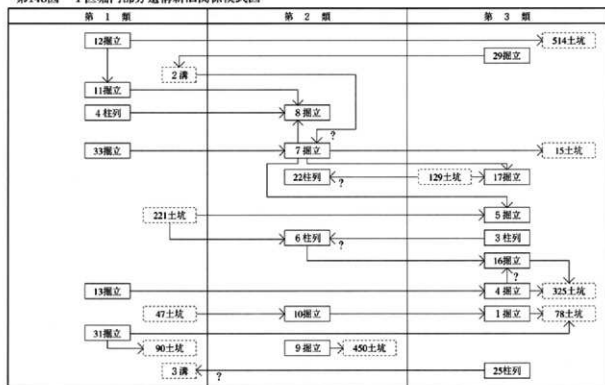 第 1 類 第 2 類 第 3 類
12掘立 514土坑
29掘立
2溝
11掘立
4柱列 8掘立
?
33掘立 7掘立 15土坑
22柱列 ? 129土坑 17掘立
221土坑 5掘立
6柱列 ? 3柱列
16掘立
?
13掘立 4掘立 325土坑
47土坑 10掘立 1掘立 78土坑
31掘立
90土坑 9掘立 450土坑
3溝 ? 25柱列